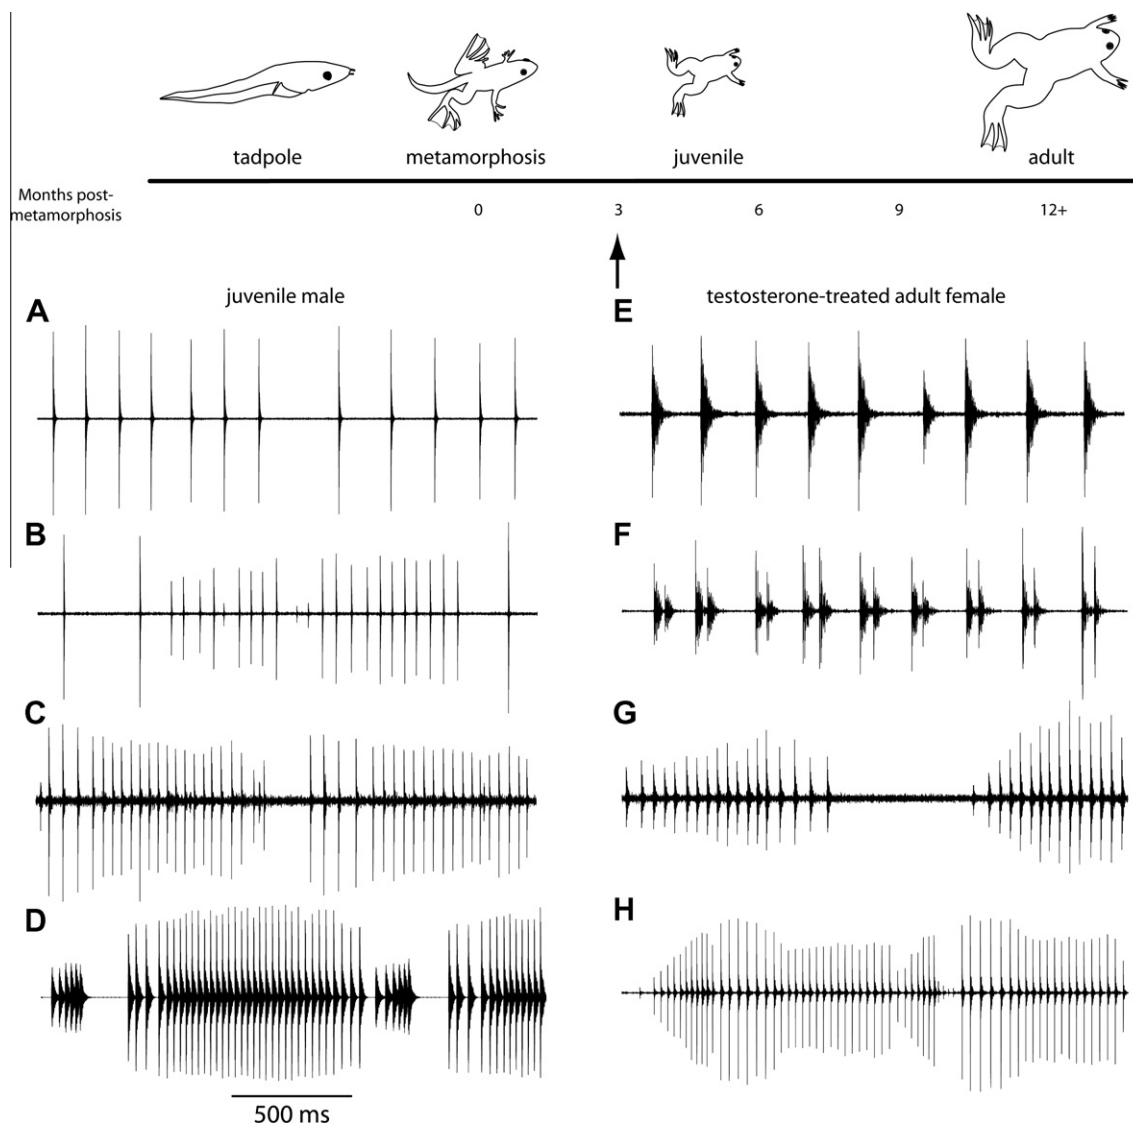 tadpole metamorphosis juvenile adult
Months post-
metamorphosis
0 3 6 9 12+
juvenile male testosterone-treated adult female
A E
B F
C G
D H
500 ms